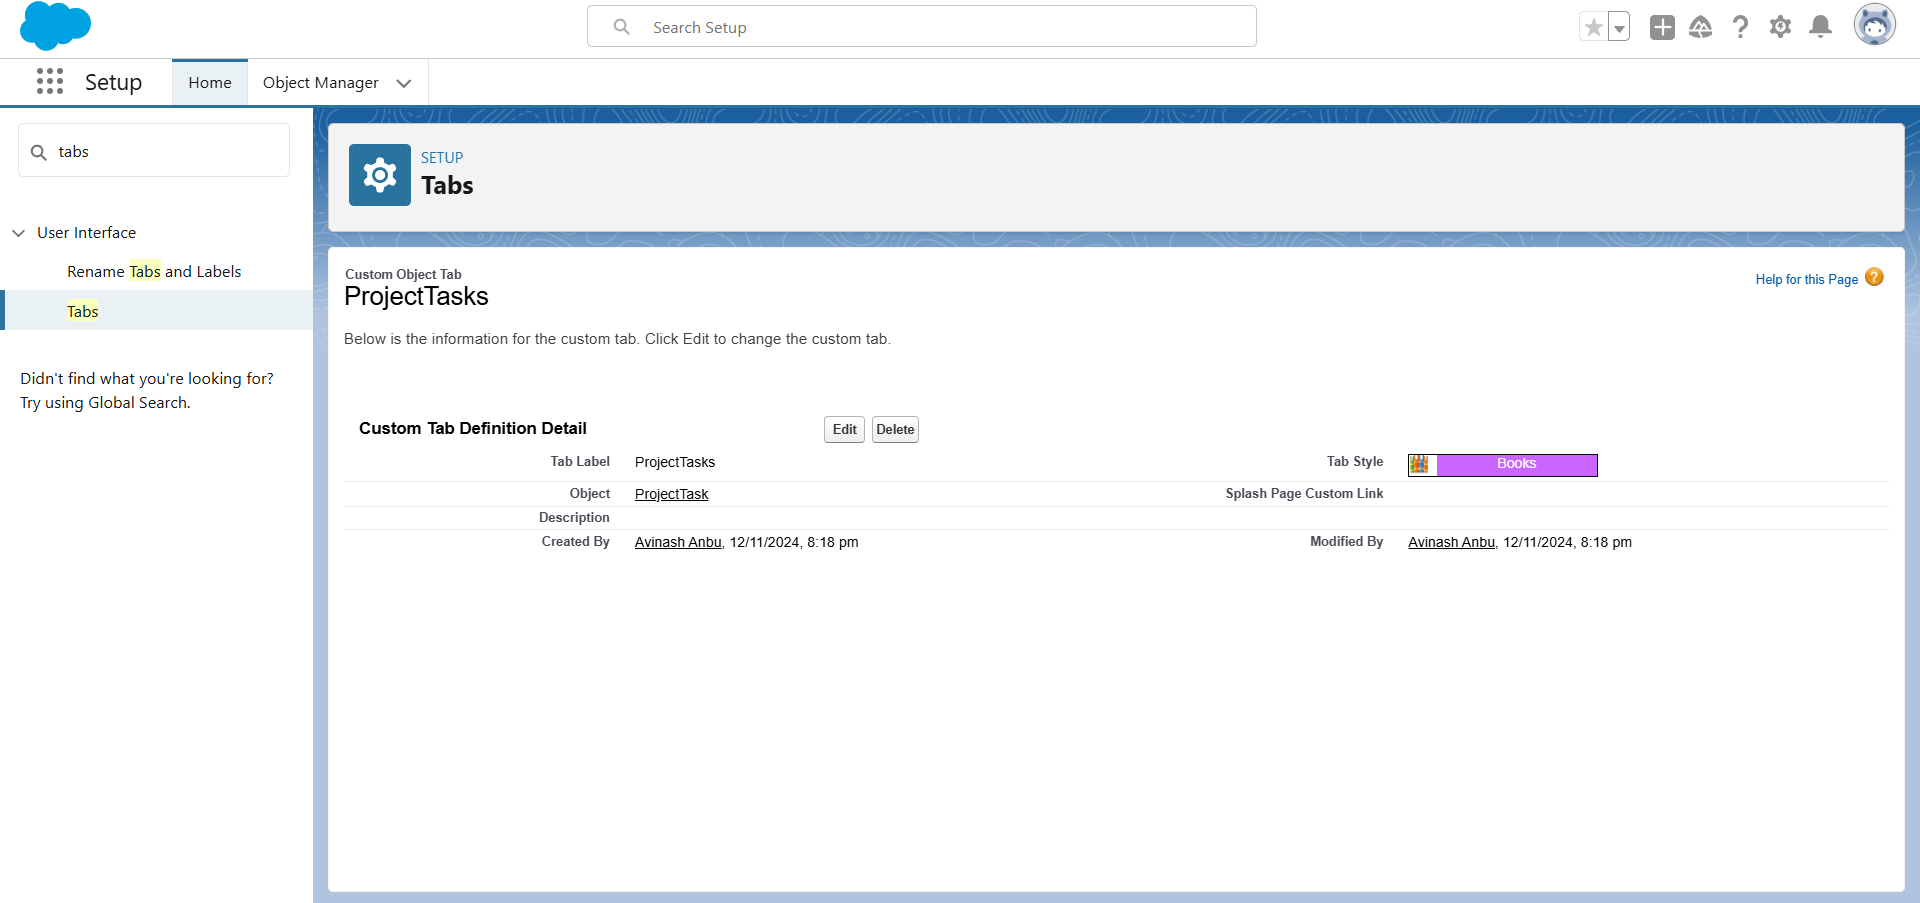 Search Setup
Setup
Home
Object Manager
tabs
User Interface
Rename Tabs and Labels
Tabs
Didn't find what you're looking for?
Try using Global Search.
SETUP
Tabs
Custom Object Tab
ProjectTasks
Help for this Page
Below is the information for the custom tab. Click Edit to change the custom tab.
Custom Tab Definition Detail
Edit
Delete
Tab Label ProjectTasks
Tab Style Books
Object ProjectTask
Splash Page Custom Link
Description
Created By Avinash Anbu, 12/11/2024, 8:18 pm
Modified By Avinash Anbu, 12/11/2024, 8:18 pm